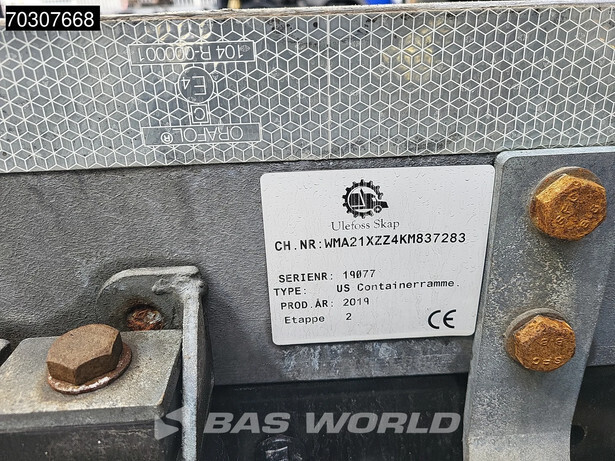 70307668
104 R-000001
E4
C
ORAFOL®
Ulefoss Skap
CH.NR:WMA21XZZ4KM837283
SERIENR: 19077
TYPE: US Containerramme.
PROD.ÅR: 2019
Etappe 2
CE
BAS WORLD